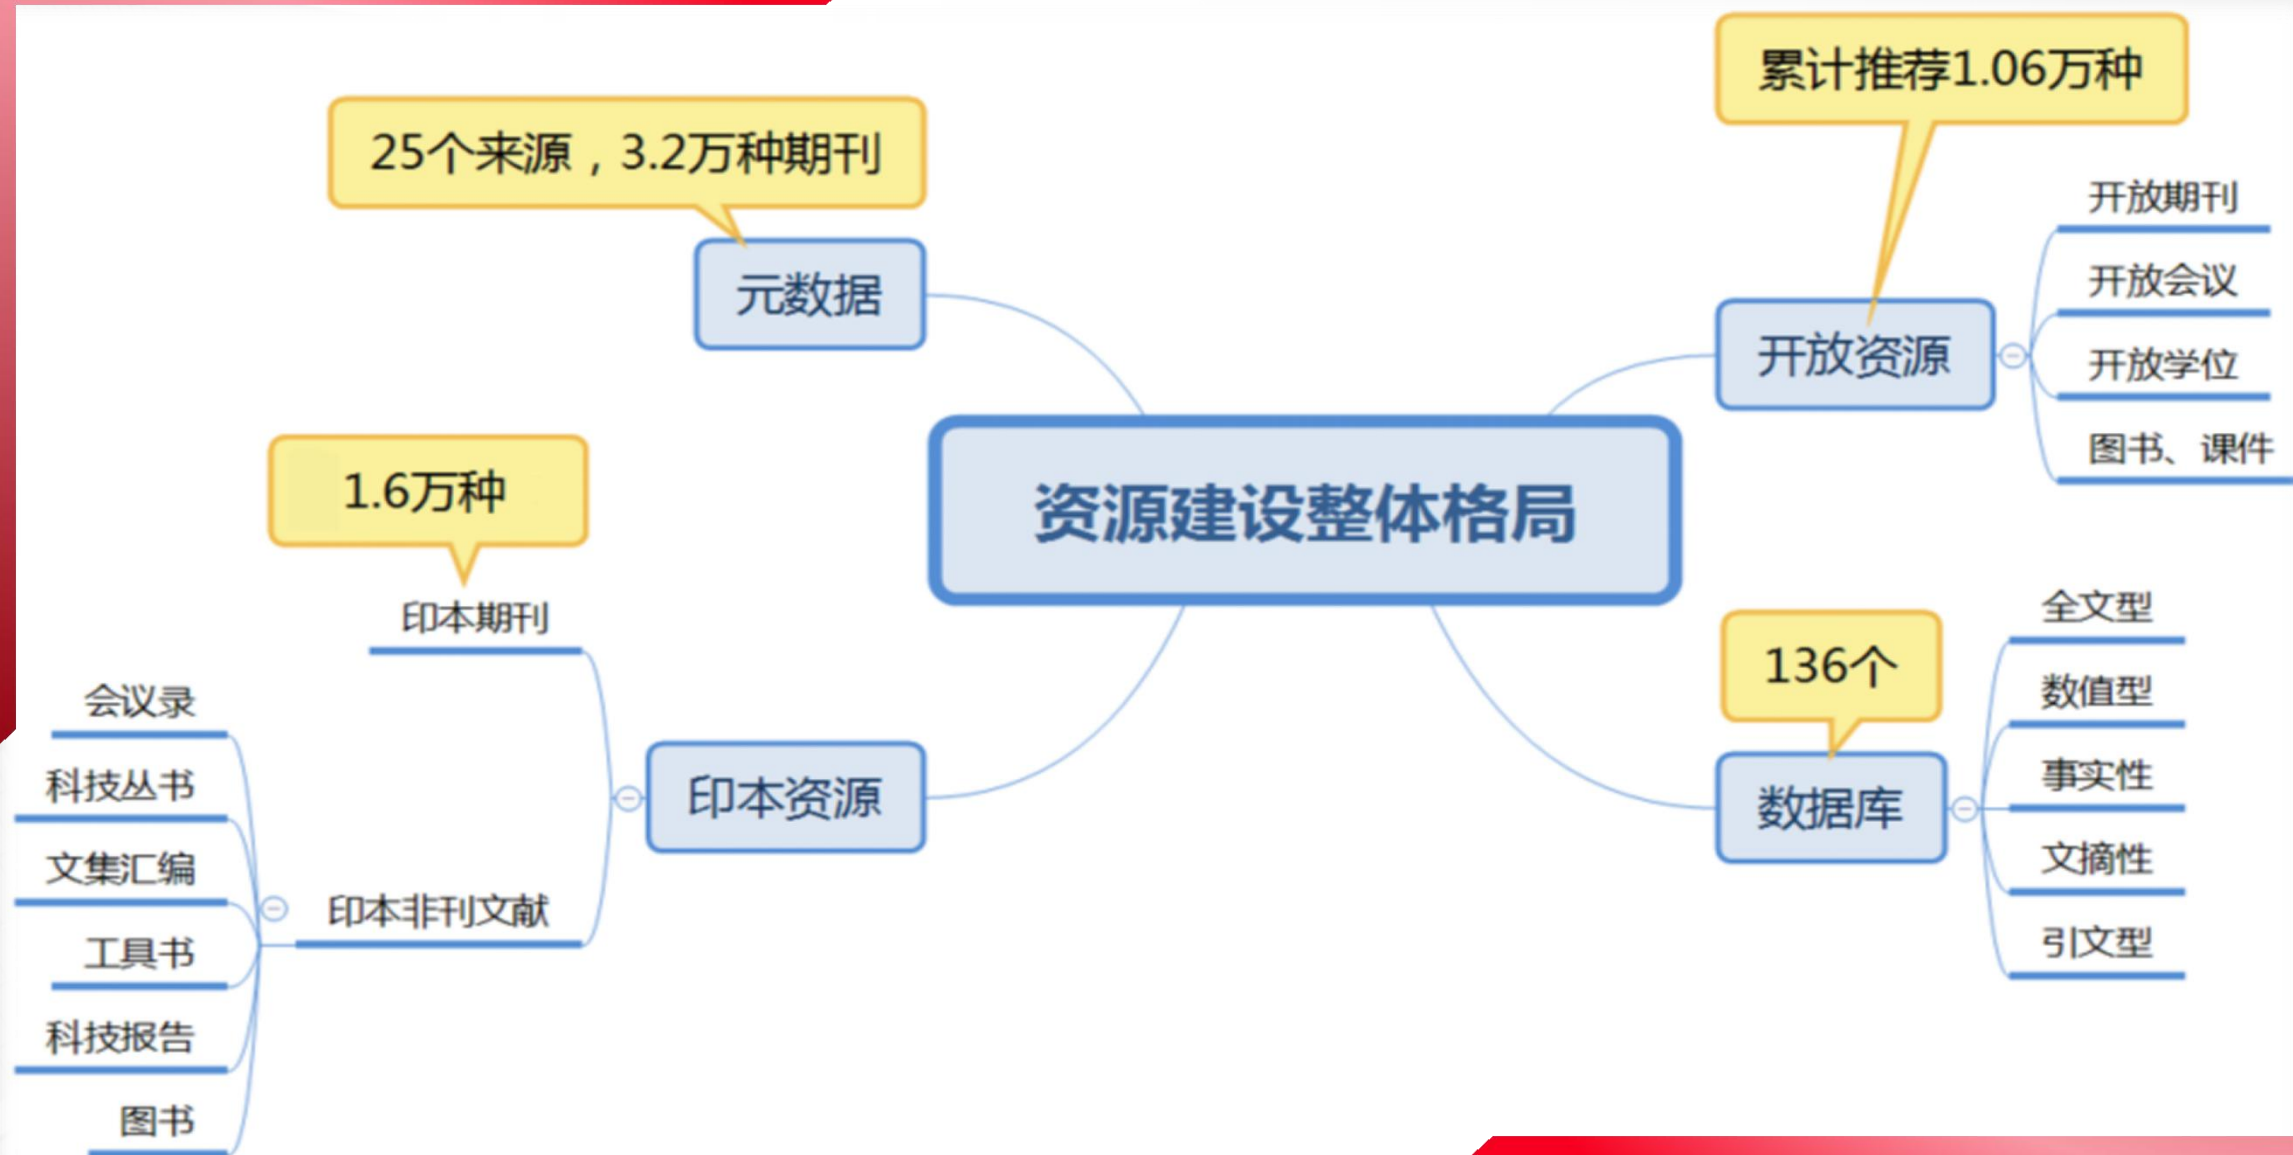 累计推荐1.06万种
25个来源，3.2万种期刊
元数据
开放资源
开放期刊
开放会议
开放学位
图书、课件
资源建设整体格局
1.6万种
印本期刊
印本资源
印本非刊文献
会议录
科技丛书
文集汇编
工具书
科技报告
图书
136个
数据库
全文型
数值型
事实性
文摘性
引文型